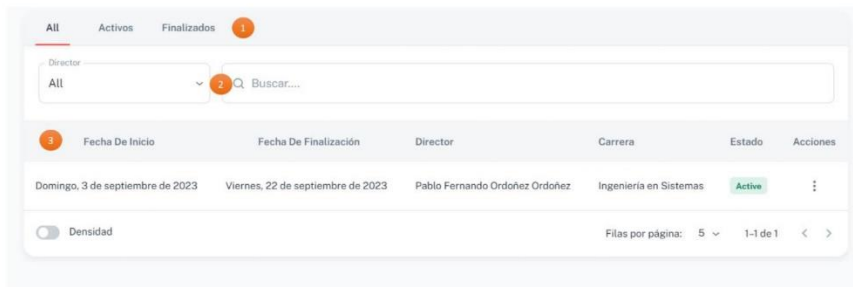 All Activos Finalizados 1
Director
All 2 Buscar....
3 Fecha De Inicio Fecha De Finalización Director Carrera Estado Acciones
Domingo, 3 de septiembre de 2023 Viernes, 22 de septiembre de 2023 Pablo Fernando Ordoñez Ordoñez Ingeniería en Sistemas Active
Densidad Filas por página: 5 1–1 de 1